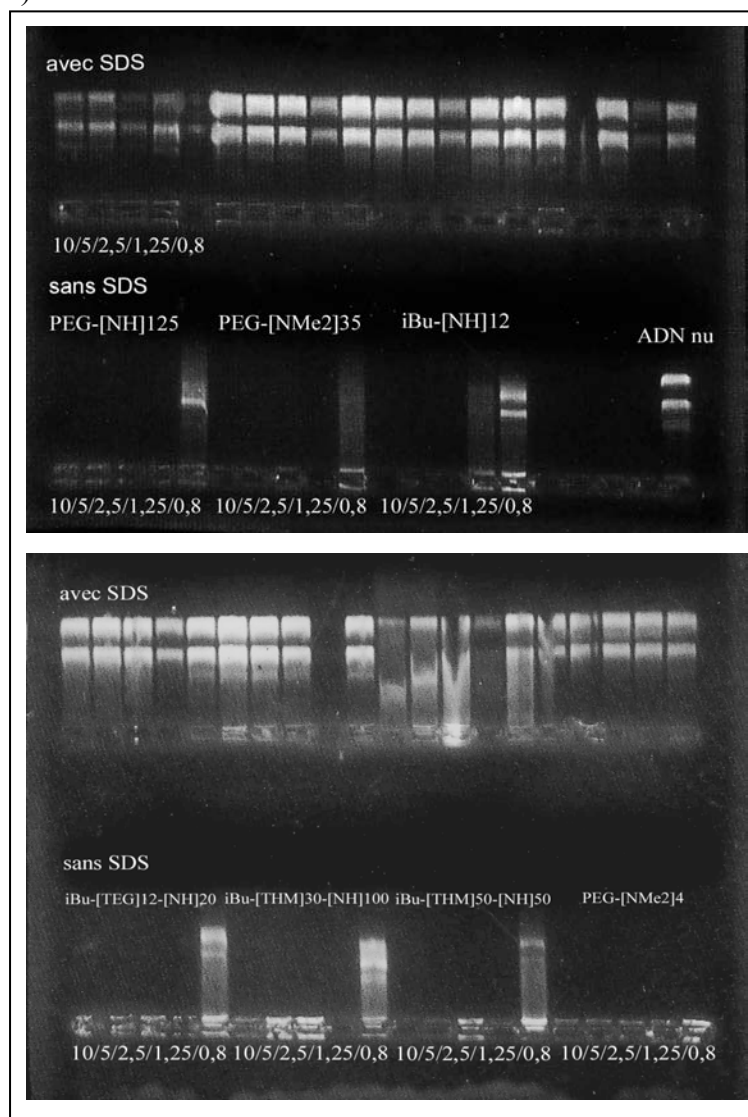 avec SDS
10/5/2,5/1,25/0,8
sans SDS
PEG-[NH]125 PEG-[NMe2]35 iBu-[NH]12 ADN nu
10/5/2,5/1,25/0,8 10/5/2,5/1,25/0,8 10/5/2,5/1,25/0,8
avec SDS
sans SDS
iBu-[TEG]12-[NH]20 iBu-[THM]30-[NH]100 iBu-[THM]50-[NH]50 PEG-[NMe2]4
10/5/2,5/1,25/0,8 10/5/2,5/1,25/0,8 10/5/2,5/1,25/0,8 10/5/2,5/1,25/0,8